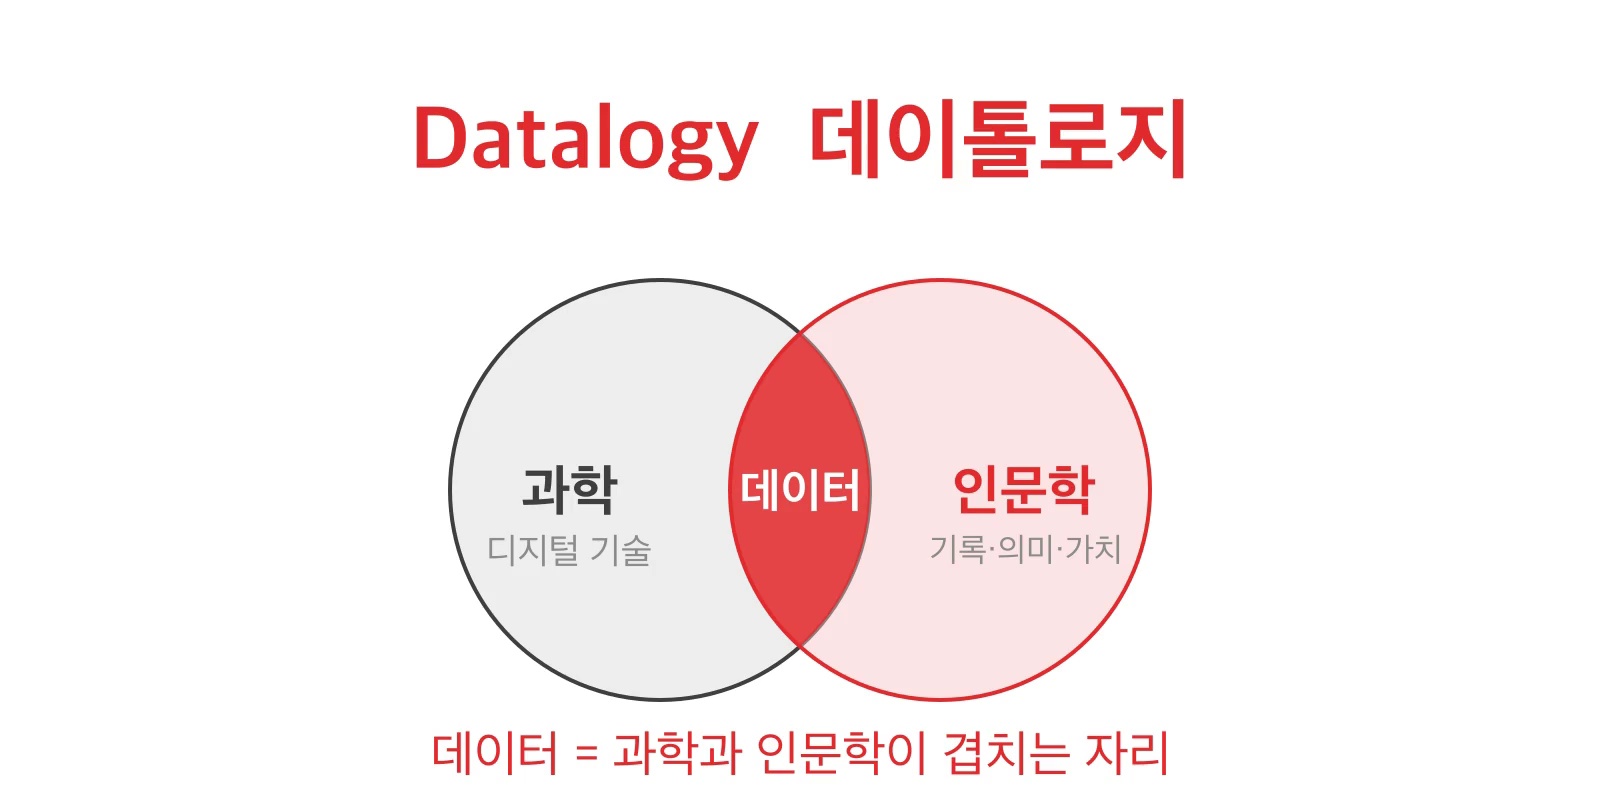 Datalogy 데이톨로지
과학
디지털 기술
데이터
인문학
기록·의미·가치
데이터 = 과학과 인문학이 겹치는 자리